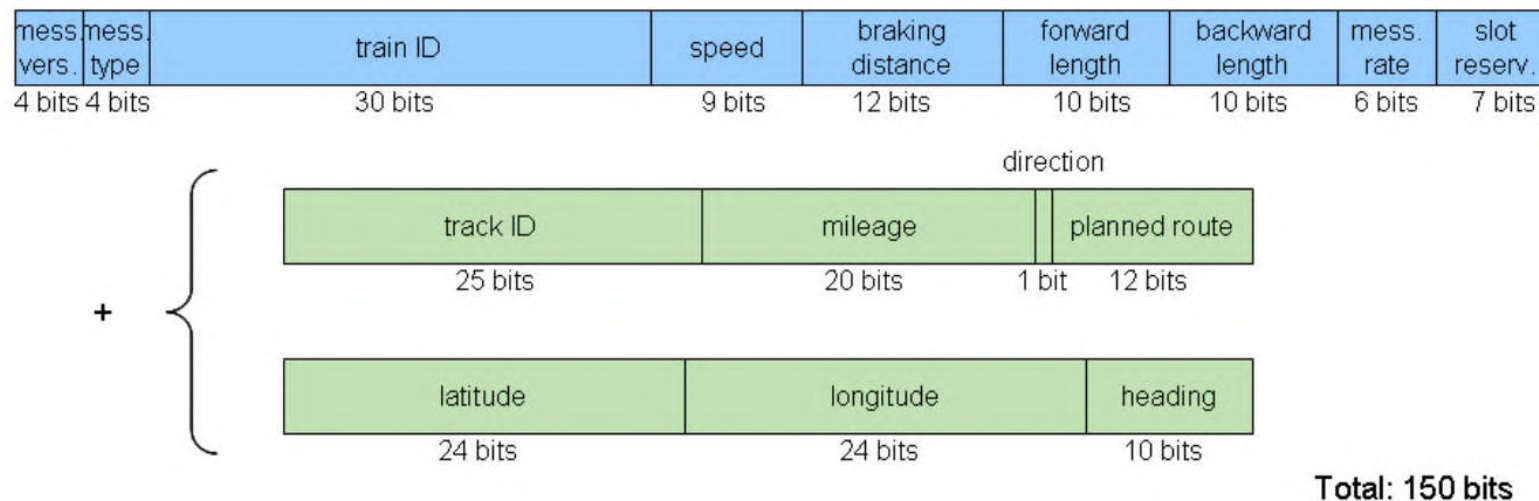 mess. mess. train ID speed braking forward backward mess. slot
vers. type distance length length rate reserv.
4 bits 4 bits 30 bits 9 bits 12 bits 10 bits 10 bits 6 bits 7 bits
direction
track ID mileage planned route
25 bits 20 bits 1 bit 12 bits
+
latitude longitude heading
24 bits 24 bits 10 bits
Total: 150 bits